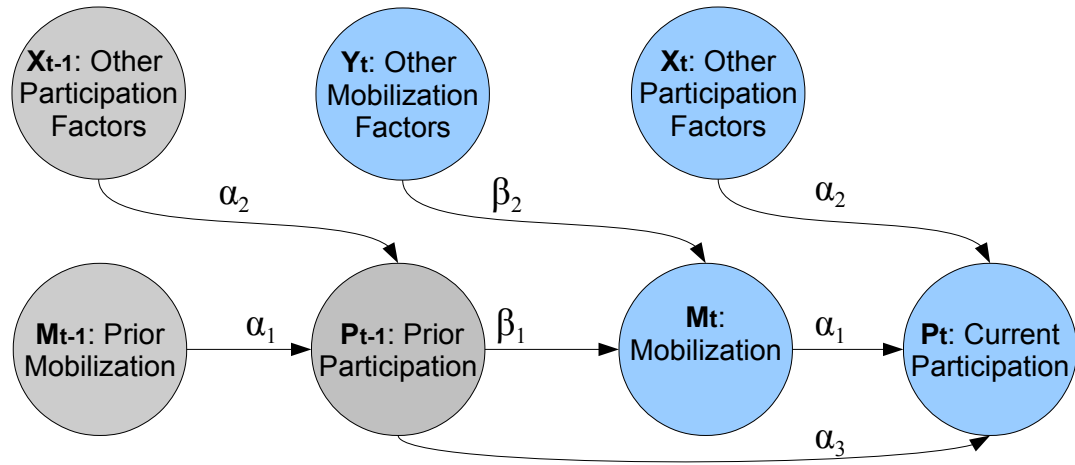 Xt-1: Other
Participation
Factors
Yt: Other
Mobilization
Factors
Xt: Other
Participation
Factors
α2
β2
α2
Mt-1: Prior
Mobilization
α1
Pt-1: Prior
Participation
β1
Mt:
Mobilization
α1
Pt: Current
Participation
α3